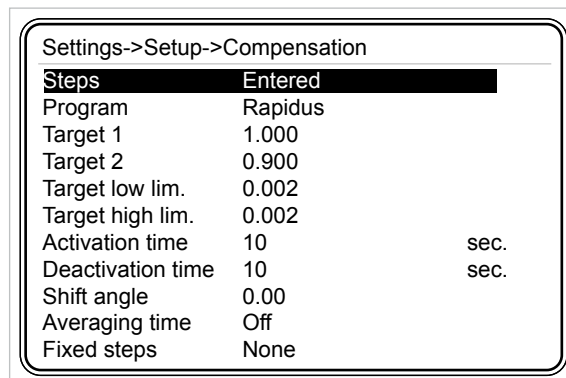 Settings->Setup->Compensation
Steps Entered
Program Rapidus
Target 1 1.000
Target 2 0.900
Target low lim. 0.002
Target high lim. 0.002
Activation time 10 sec.
Deactivation time 10 sec.
Shift angle 0.00
Averaging time Off
Fixed steps None